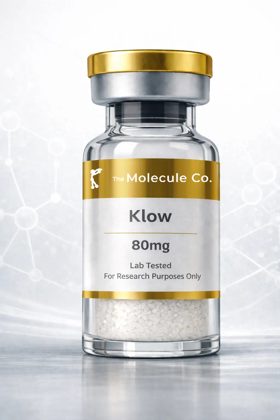 The Molecule Co.
Klow
80mg
Lab Tested
For Research Purposes Only